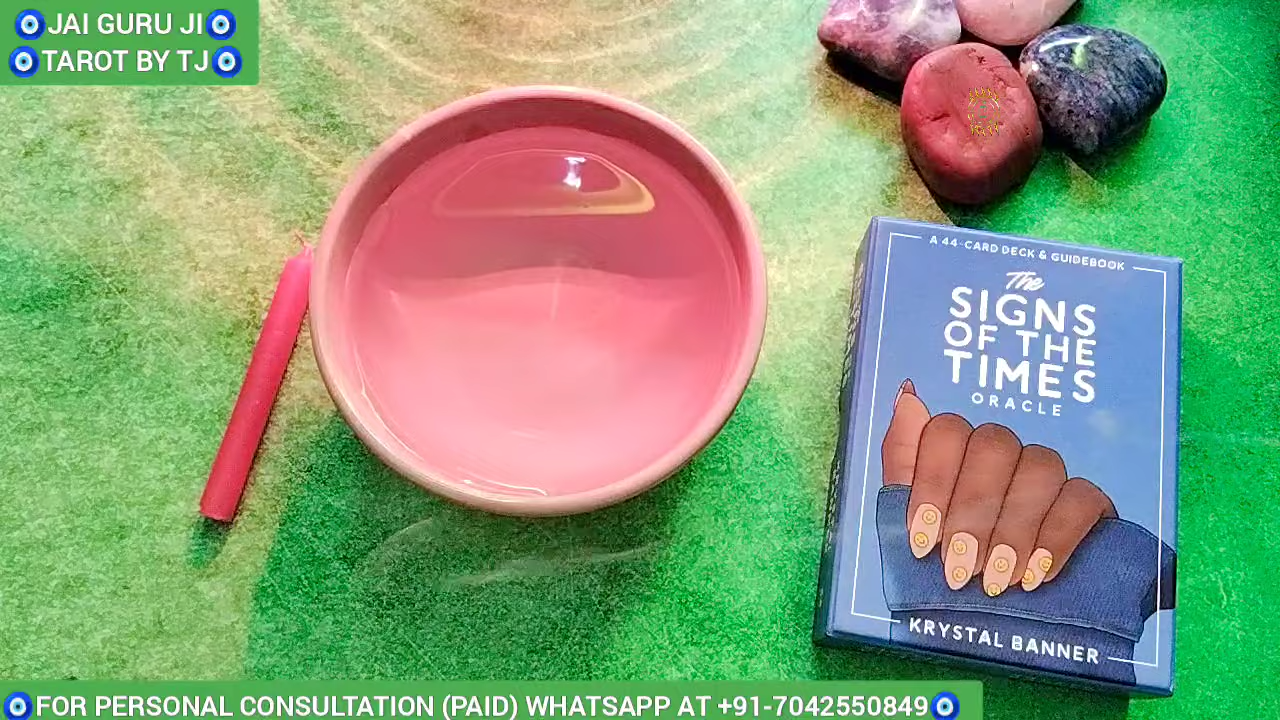 🧿JAI GURU JI🧿
🧿TAROT BY TJ🧿
A 44-CARD DECK & GUIDEBOOK
The
SIGNS
OF THE
TIMES
ORACLE
KRYSTAL BANNER
🧿FOR PERSONAL CONSULTATION (PAID) WHATSAPP AT +91-7042550849🧿